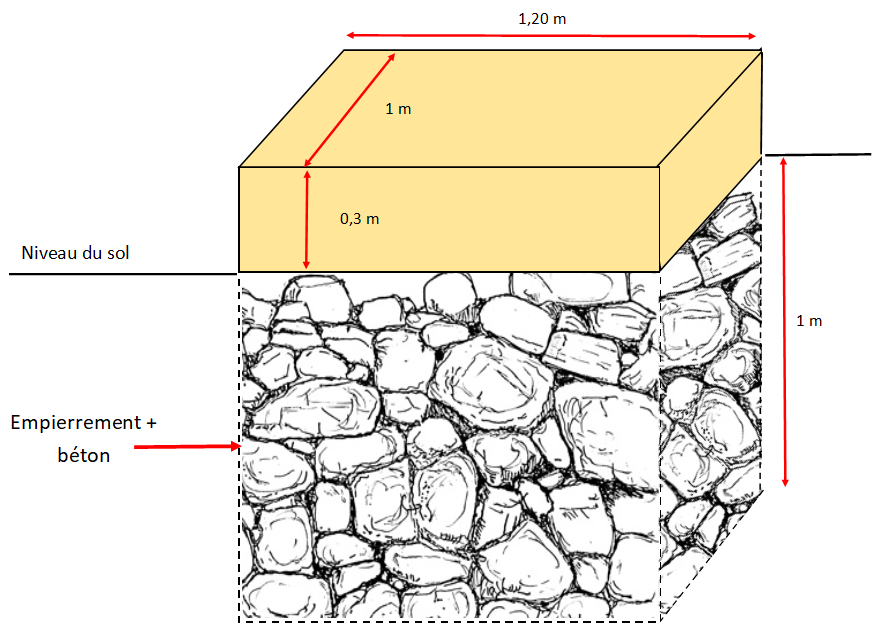 1,20 m
1 m
0,3 m
Niveau du sol
1 m
Empierrement +
béton